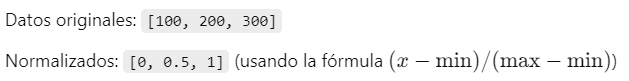 Datos originales: [100, 200, 300]
Normalizados: [0, 0.5, 1] (usando la fórmula (x − min)/(max − min))